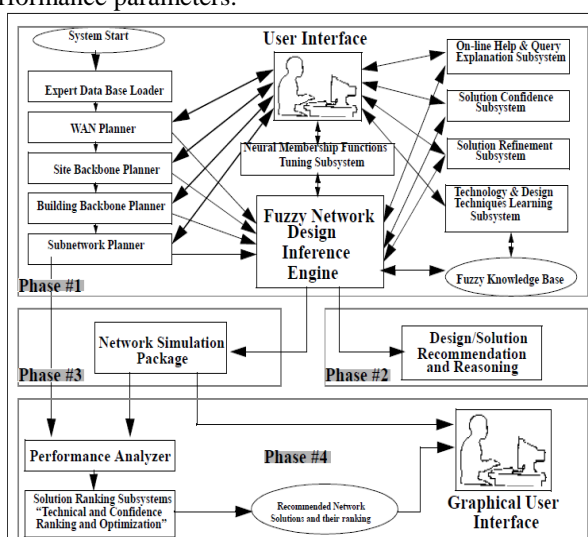 rformance parameters.
System Start
User Interface
On-line Help & Query
Explanation Subsystem
Expert Data Base Loader
WAN Planner
Solution Confidence
Subsystem
Neural Membership Functions
Tuning Subsystem
Solution Refinement
Subsystem
Site Backbone Planner
Building Backbone Planner
Fuzzy Network
Design
Inference
Engine
Technology & Design
Techniques Learning
Subsystem
Subnetwork Planner
Fuzzy Knowledge Base
Phase #1
Network Simulation
Package
Design/Solution
Recommendation
and Reasoning
Phase #3
Phase #2
Performance Analyzer
Phase #4
Solution Ranking Subsystems
“Technical and Confidence
Ranking and Optimization”
Recommended Network
Solutions and their ranking
Graphical User
Interface